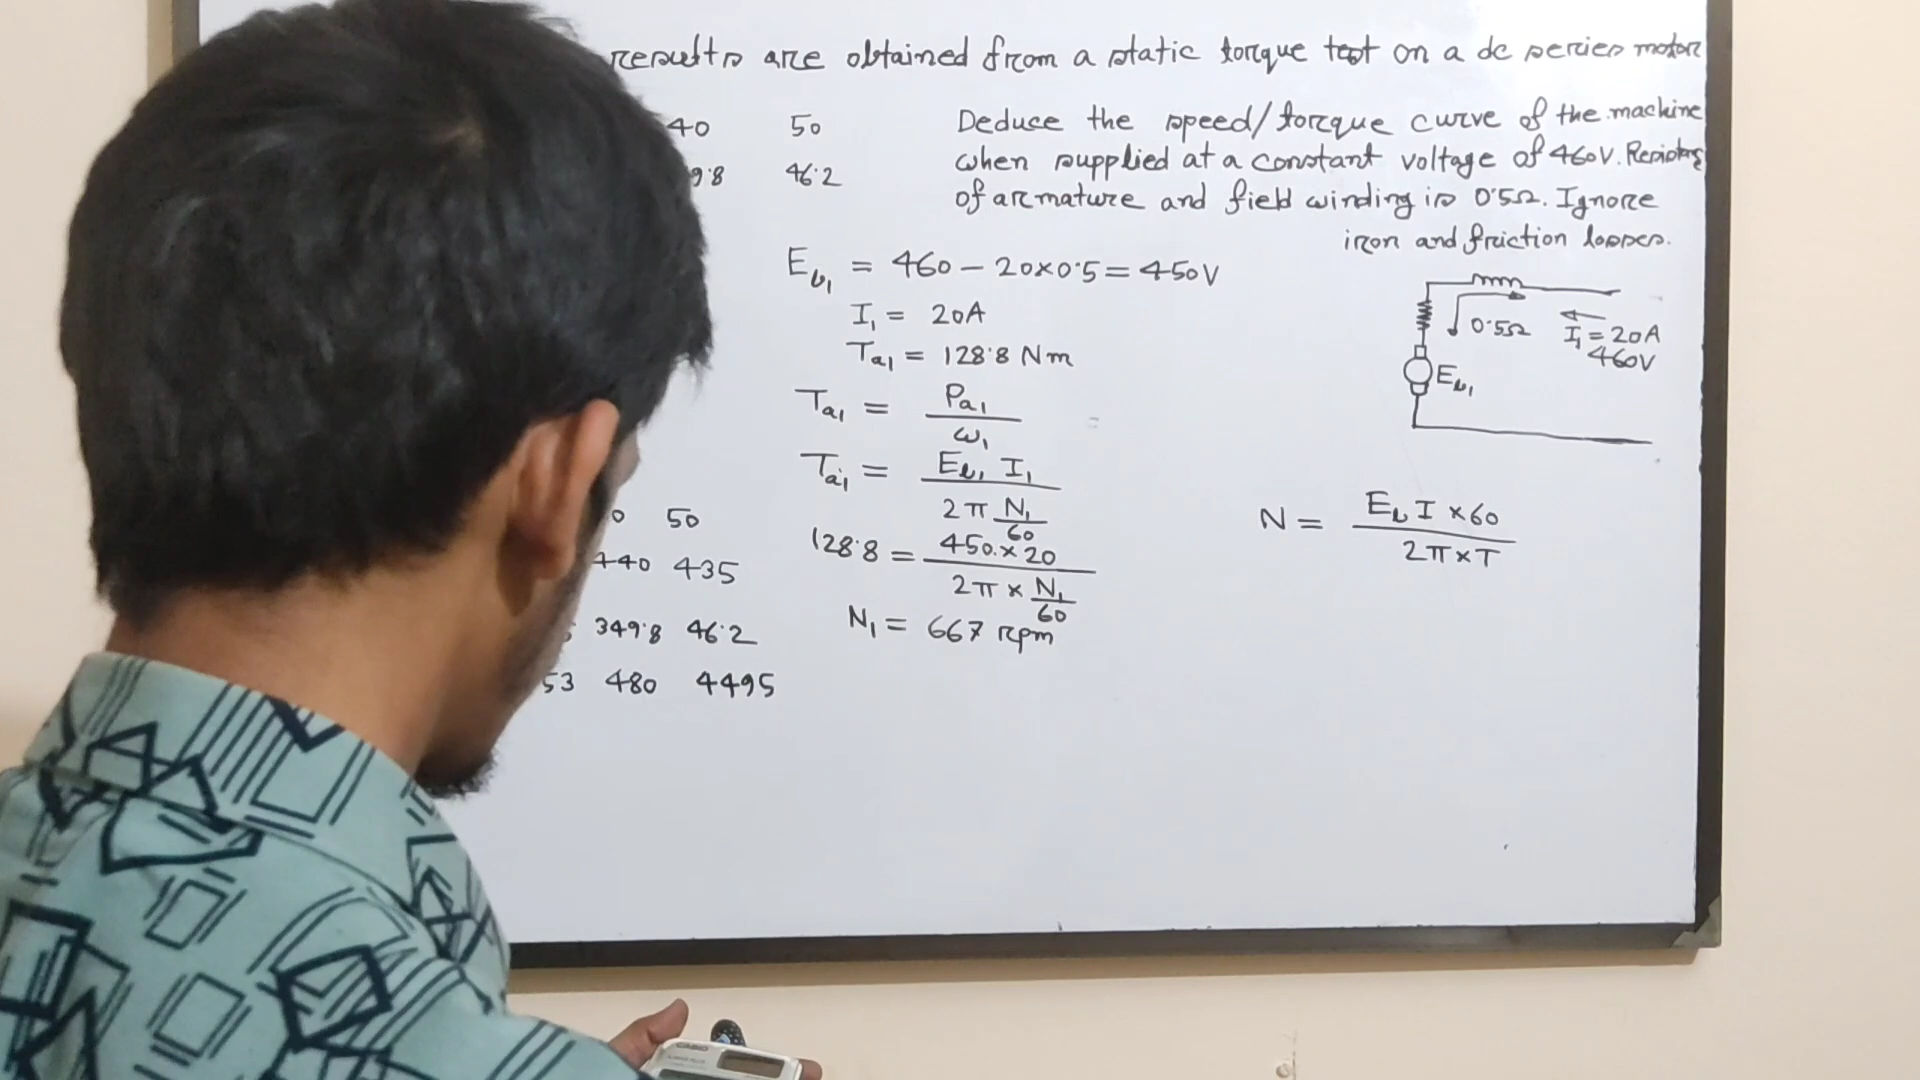 results are obtained from a static torque test on a dc series motor
40 50
9.8 46.2
Deduce the speed/torque curve of the machine
when supplied at a constant voltage of 460V.
of armature and field winding is 0.5Ω. Ignore
iron and friction losses.
E_b1 = 460 - 20×0.5 = 450V
I_1 = 20A
T_a1 = 128.8 Nm
T_a1 = P_a1 / ω_1
T_a1 = E_b1 I_1 / 2π N_1/60
128.8 = 450 × 20 / 2π × N_1/60
N_1 = 667 rpm
0.5Ω
I_1 = 20A
460V
E_b1
N = E_b I × 60 / 2π × T
0 50
440 435
349.8 46.2
53 480 4495
CASIO